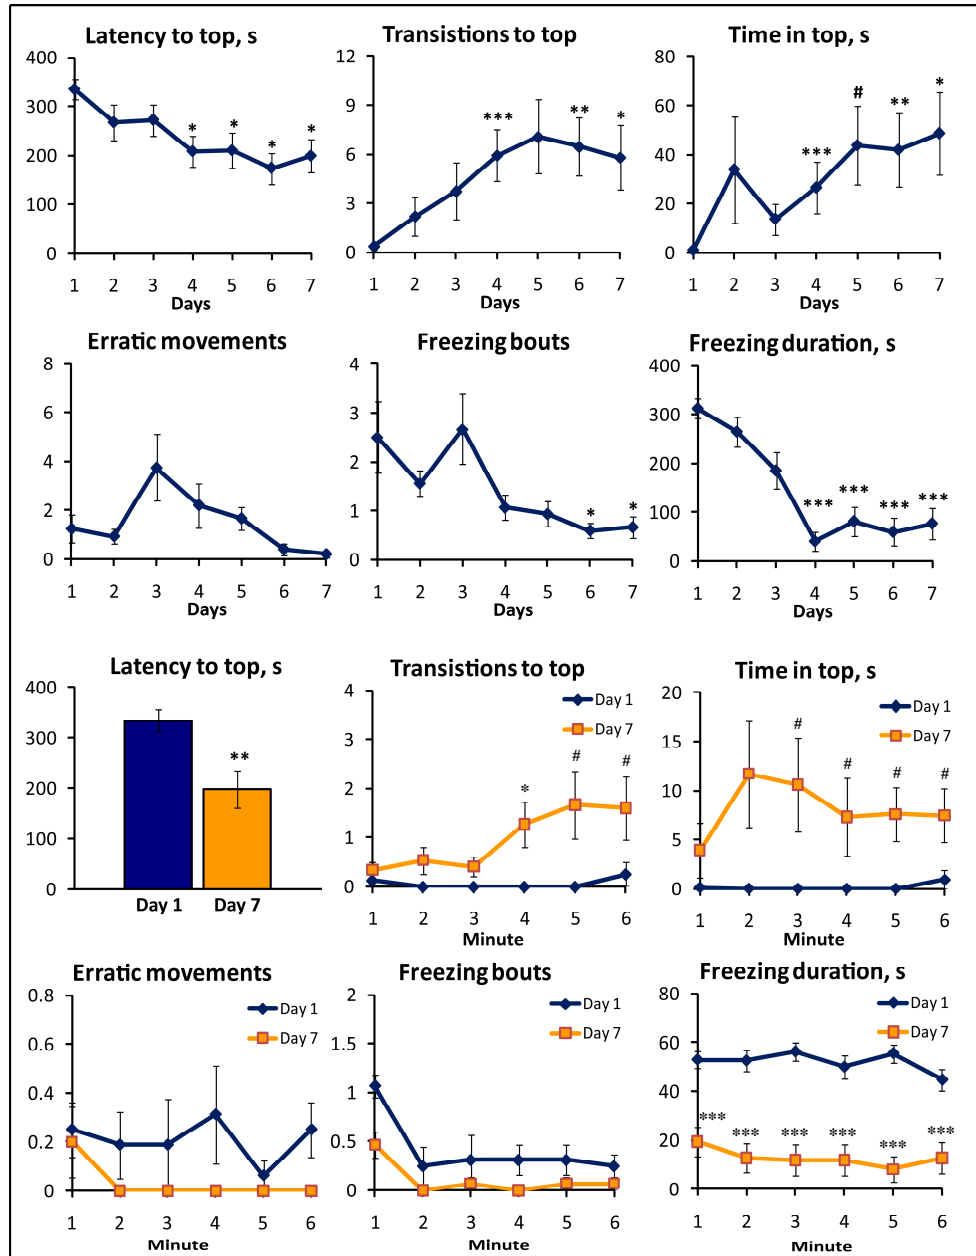 Latency to top, s
Transistions to top
Time in top, s
400
300
200
100
0
* * * *
1 2 3 4 5 6 7
Days
12
9
6
3
0
*** ** *
1 2 3 4 5 6 7
Days
80
60
40
20
0
*** # ** *
1 2 3 4 5 6 7
Days
Erratic movements
Freezing bouts
Freezing duration, s
8
6
4
2
0
1 2 3 4 5 6 7
Days
4
3
2
1
0
* *
1 2 3 4 5 6 7
Days
400
300
200
100
0
*** *** *** ***
1 2 3 4 5 6 7
Days
Latency to top, s
Transistions to top
Time in top, s
400
300
200
100
0
**
Day 1 Day 7
4
3
2
1
0
Day 1
Day 7
* # #
1 2 3 4 5 6
Minute
20
15
10
5
0
Day 1
Day 7
# # # #
1 2 3 4 5 6
Minute
Erratic movements
Freezing bouts
Freezing duration, s
0.8
0.6
0.4
0.2
0
Day 1
Day 7
1 2 3 4 5 6
Minute
2
1.5
1
0.5
0
Day 1
Day 7
1 2 3 4 5 6
Minute
80
60
40
20
0
Day 1
Day 7
*** *** *** *** *** ***
1 2 3 4 5 6
Minute